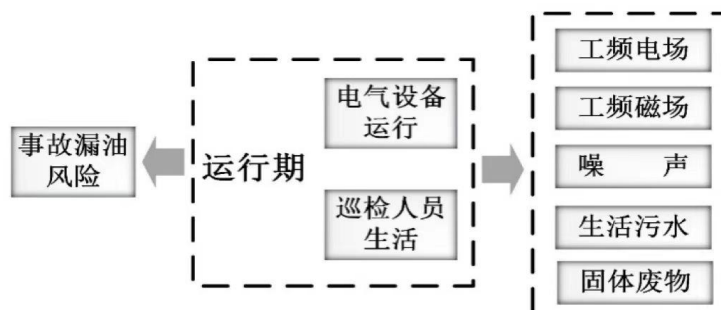 事故漏油
风险
运行期
电气设备
运行
巡检人员
生活
工频电场
工频磁场
噪 声
生活污水
固体废物